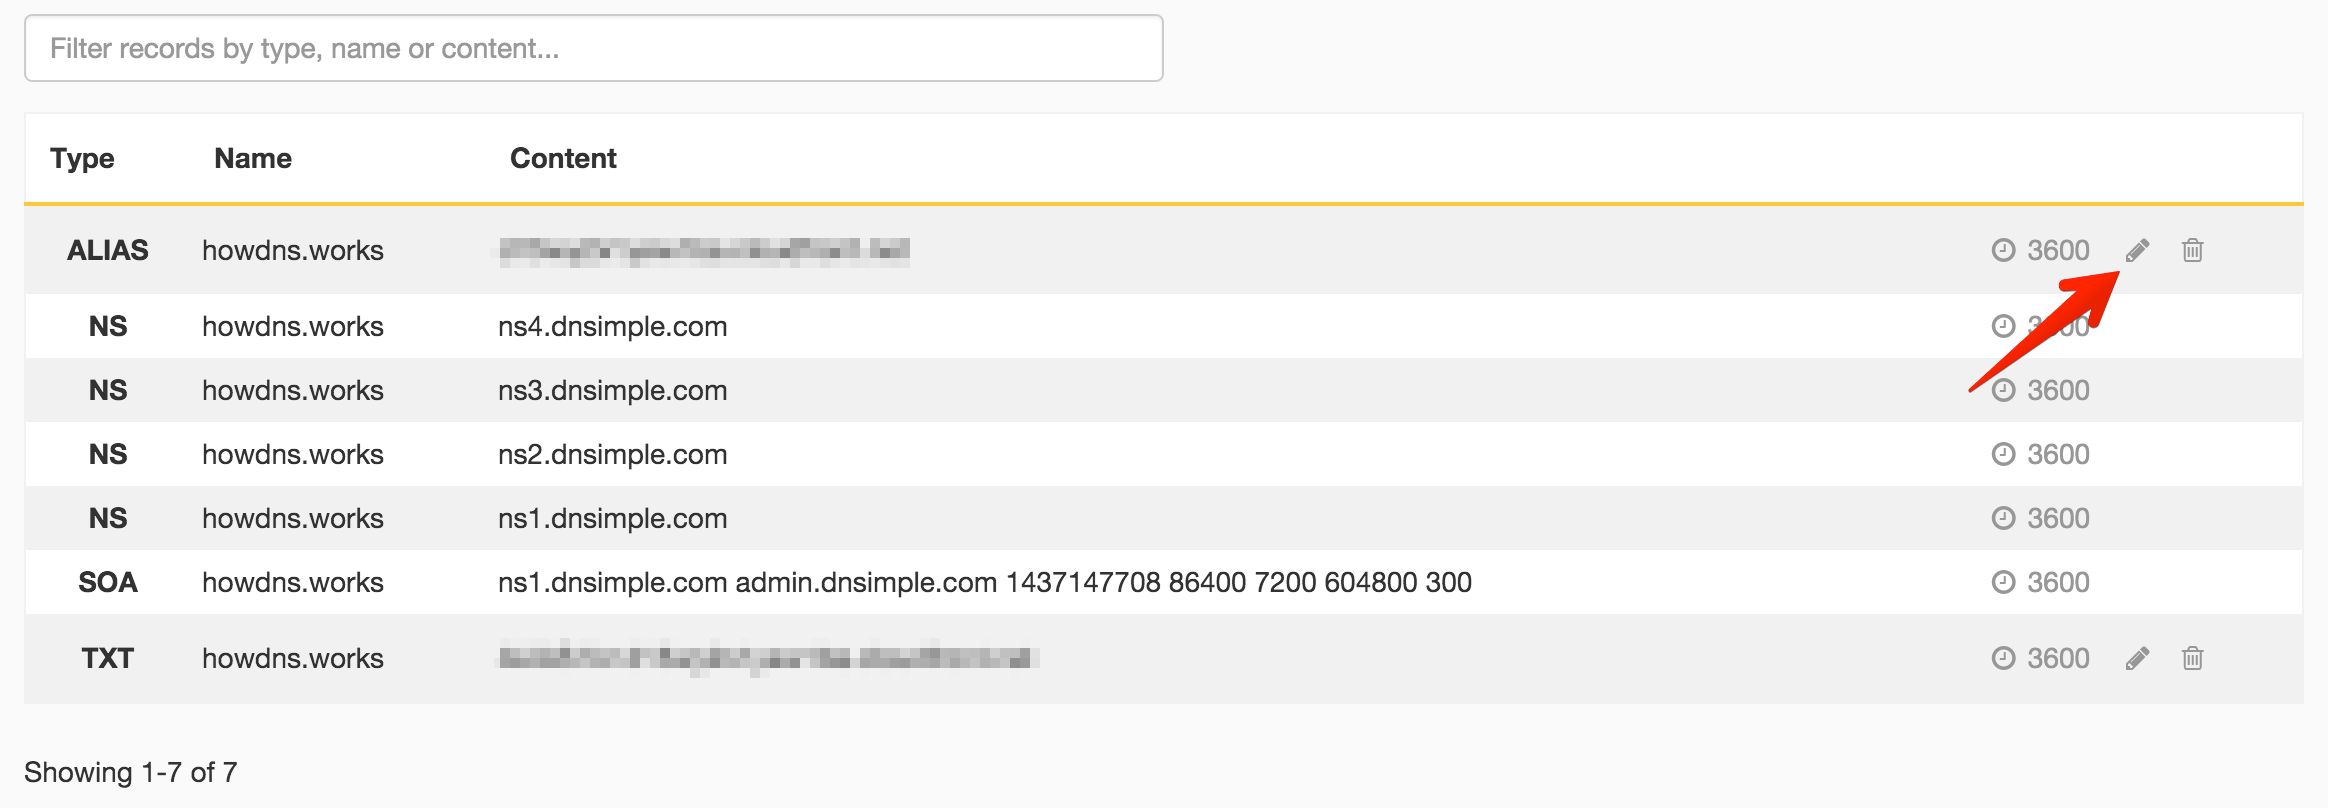 Filter records by type, name or content...
Type Name Content
ALIAS howdns.works 3600
NS howdns.works ns4.dnsimple.com
NS howdns.works ns3.dnsimple.com 3600
NS howdns.works ns2.dnsimple.com 3600
NS howdns.works ns1.dnsimple.com 3600
SOA howdns.works ns1.dnsimple.com admin.dnsimple.com 1437147708 86400 7200 604800 300 3600
TXT howdns.works 3600
Showing 1-7 of 7